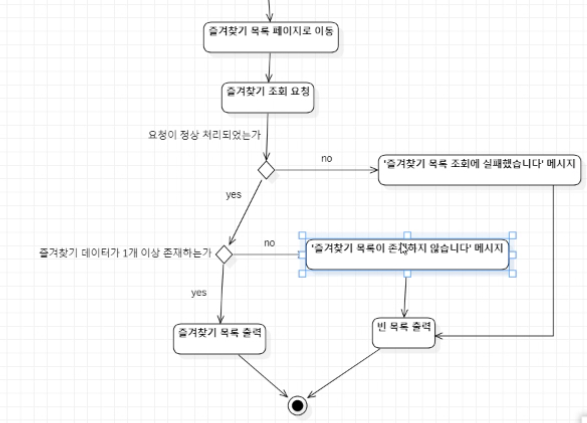 즐겨찾기 목록 페이지로 이동
즐겨찾기 조회 요청
요청이 정상 처리되었는가
no
'즐겨찾기 목록 조회에 실패했습니다' 메시지
yes
즐겨찾기 데이터가 1개 이상 존재하는가
no
'즐겨찾기 목록이 존재하지 않습니다' 메시지
yes
즐겨찾기 목록 출력
빈 목록 출력